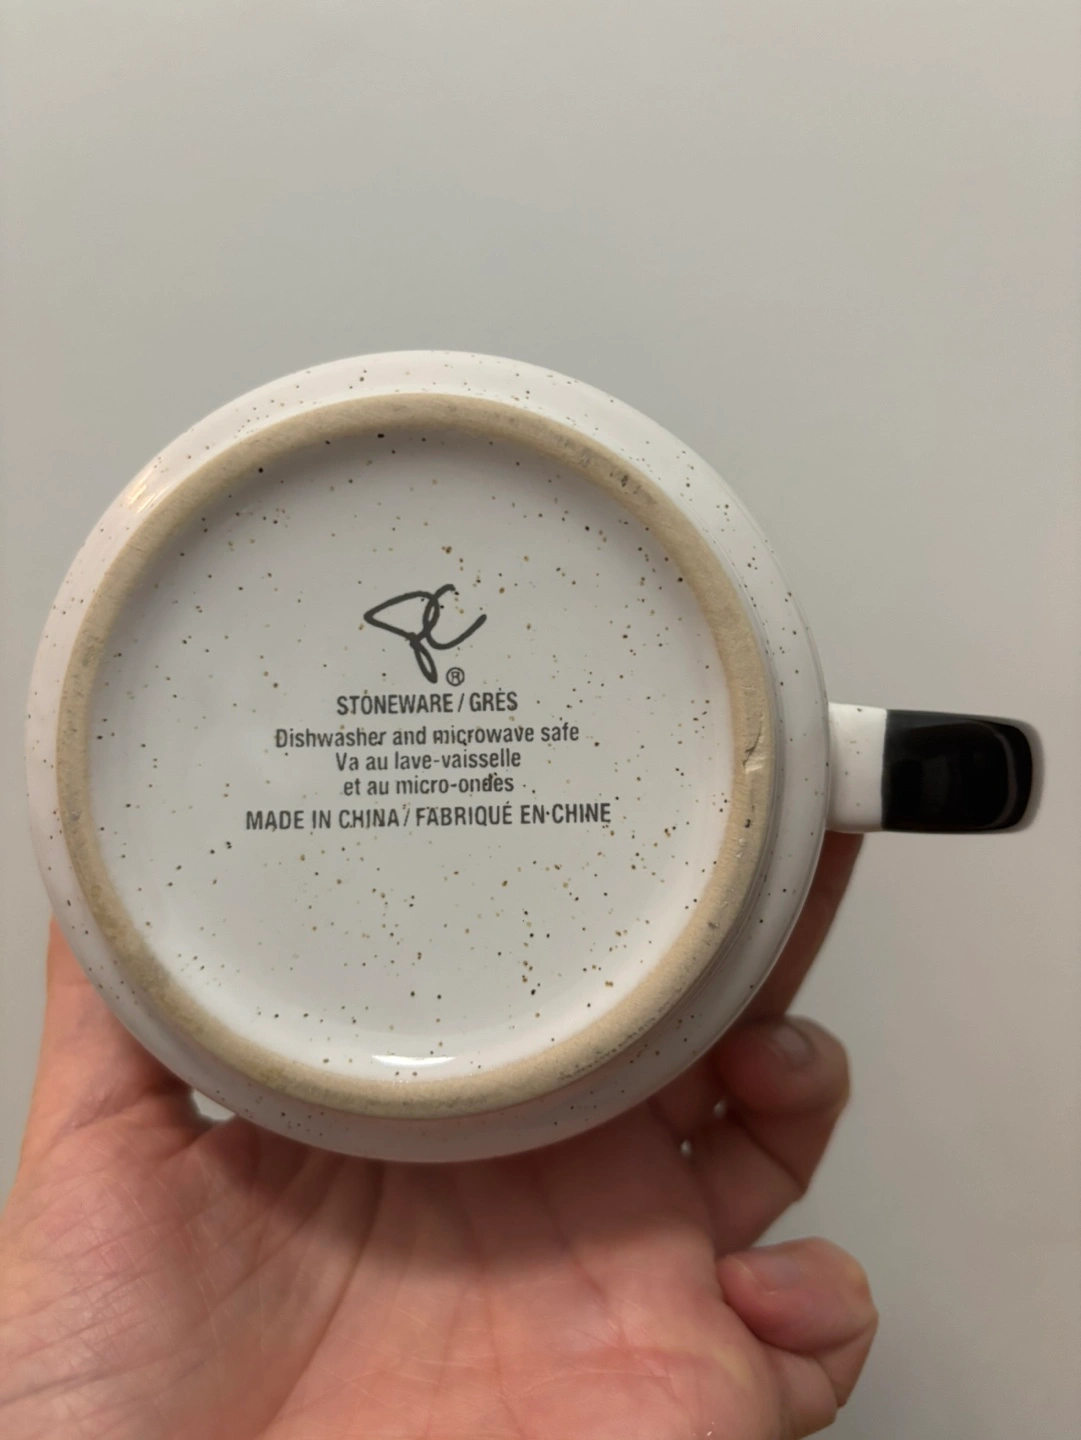 PC®
STONEWARE / GRÈS
Dishwasher and microwave safe
Va au lave-vaisselle
et au micro-ondes
MADE IN CHINA / FABRIQUÉ EN CHINE